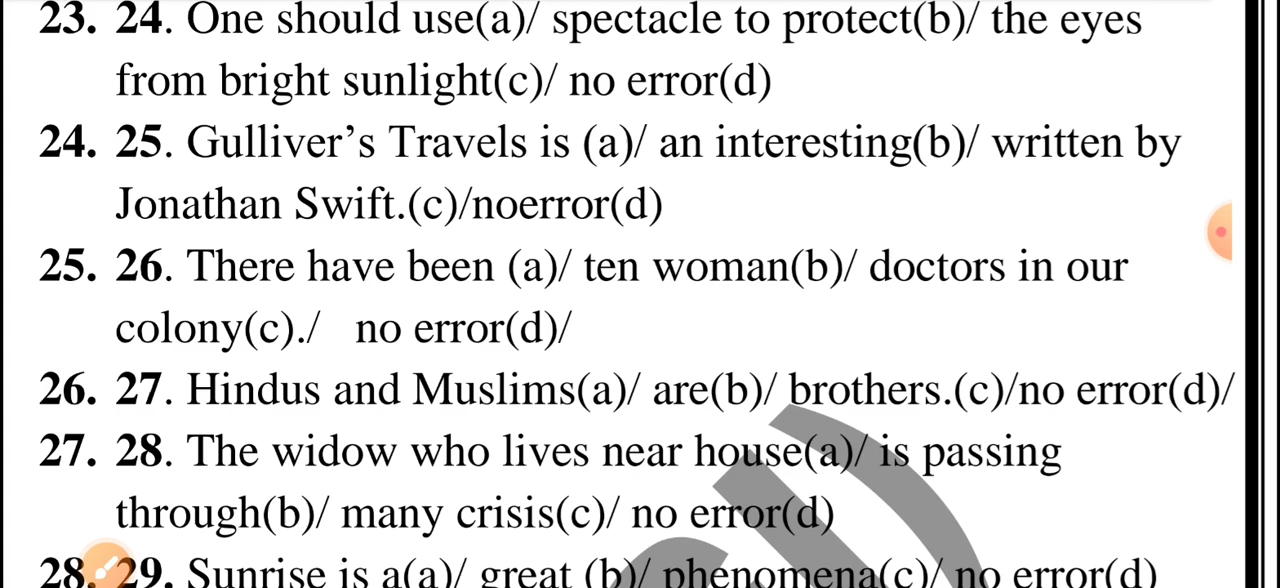 23. 24. One should use(a)/ spectacle to protect(b)/ the eyes
from bright sunlight(c)/ no error(d)
24. 25. Gulliver's Travels is (a)/ an interesting(b)/ written by
Jonathan Swift.(c)/noerror(d)
25. 26. There have been (a)/ ten woman(b)/ doctors in our
colony(c)./ no error(d)/
26. 27. Hindus and Muslims(a)/ are(b)/ brothers.(c)/no error(d)/
27. 28. The widow who lives near house(a)/ is passing
through(b)/ many crisis(c)/ no error(d)
28. 29. Sunrise is a(a)/ great (b)/ phenomena(c)/ no error(d)